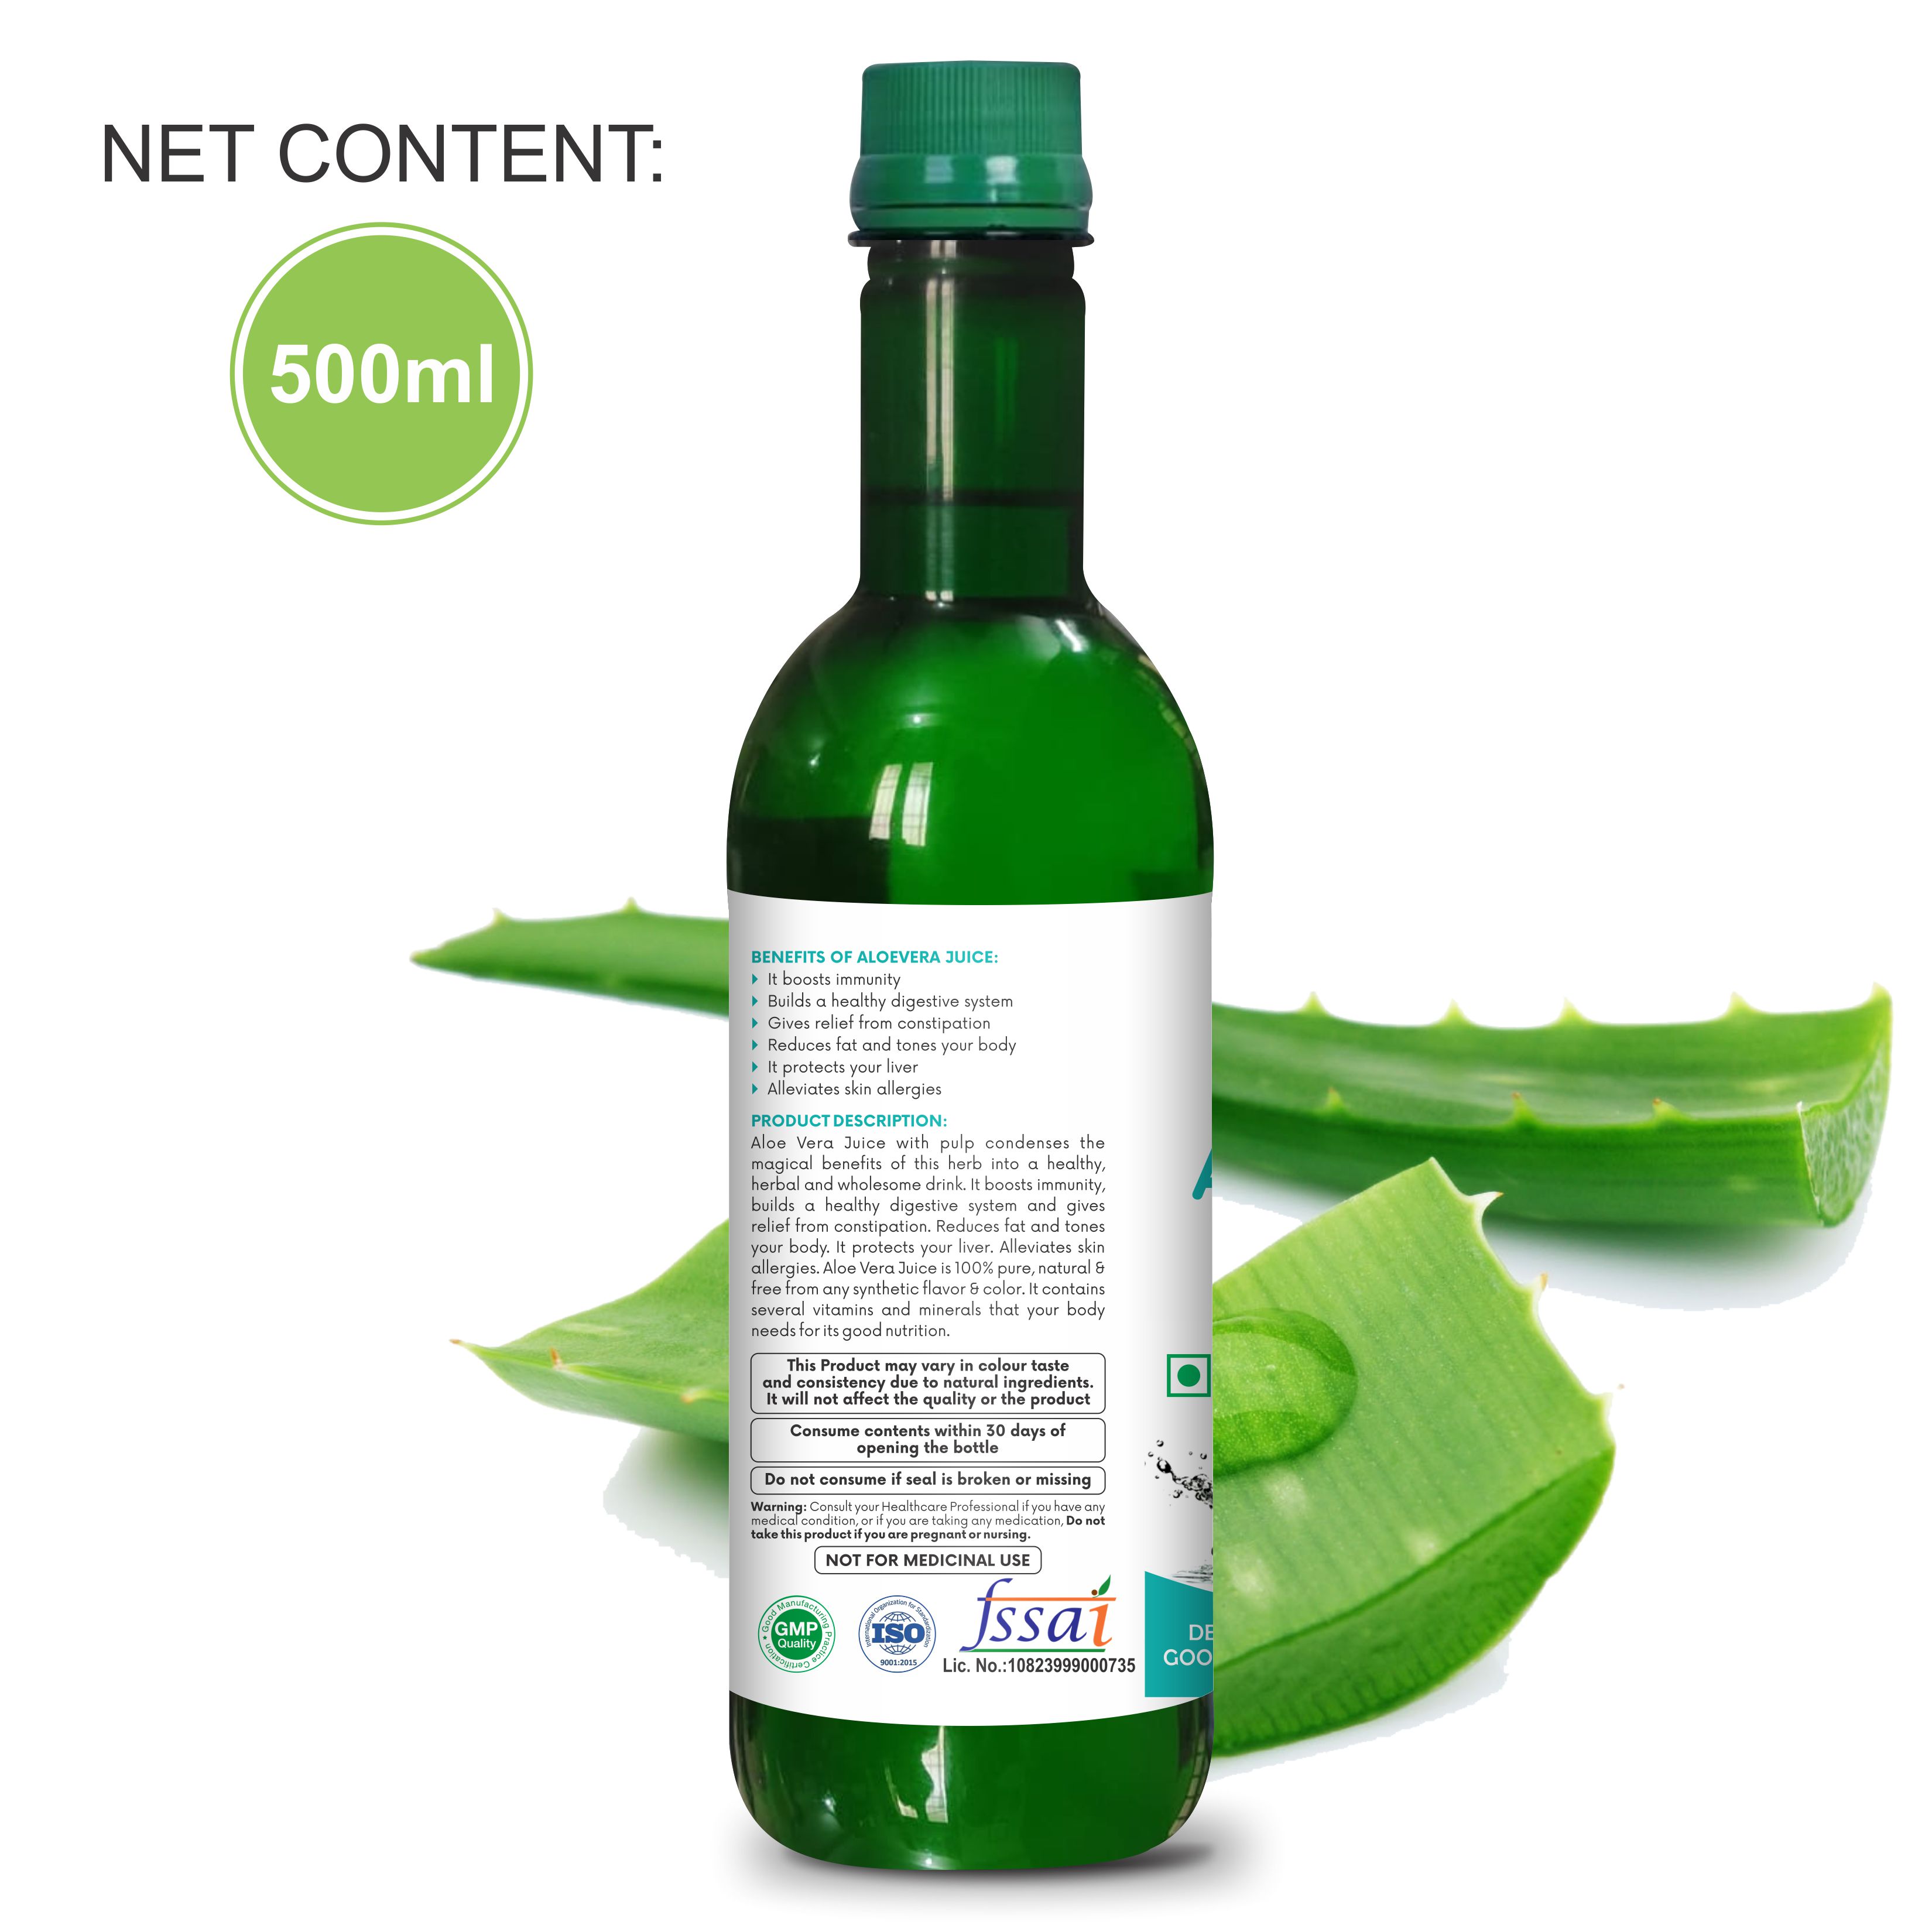 NET CONTENT:
500ml
BENEFITS OF ALOEVERA JUICE:
It boosts immunity
Builds a healthy digestive system
Gives relief from constipation
Reduces fat and tones your body
It protects your liver
Alleviates skin allergies
PRODUCT DESCRIPTION:
Aloe Vera Juice with pulp condenses the
magical benefits of this herb into a healthy,
herbal and wholesome drink. It boosts immunity,
builds a healthy digestive system and gives
relief from constipation. Reduces fat and tones
your body. It protects your liver. Alleviates skin
allergies. Aloe Vera Juice is 100% pure, natural &
free from any synthetic flavor & color. It contains
several vitamins and minerals that your body
needs for its good nutrition.
This Product may vary in colour taste
and consistency due to natural ingredients.
It will not affect the quality or the product
Consume contents within 30 days of
opening the bottle
Do not consume if seal is broken or missing
Warning: Consult your Healthcare Professional if you have any
medical condition, or if you are taking any medication, Do not
take this product if you are pregnant or nursing.
NOT FOR MEDICINAL USE
Good Manufacturing Practice Certification
GMP
Quality
International Organization for Standardization
ISO
9001:2015
fssai
Lic. No.:10823999000735
A
DE
GOO